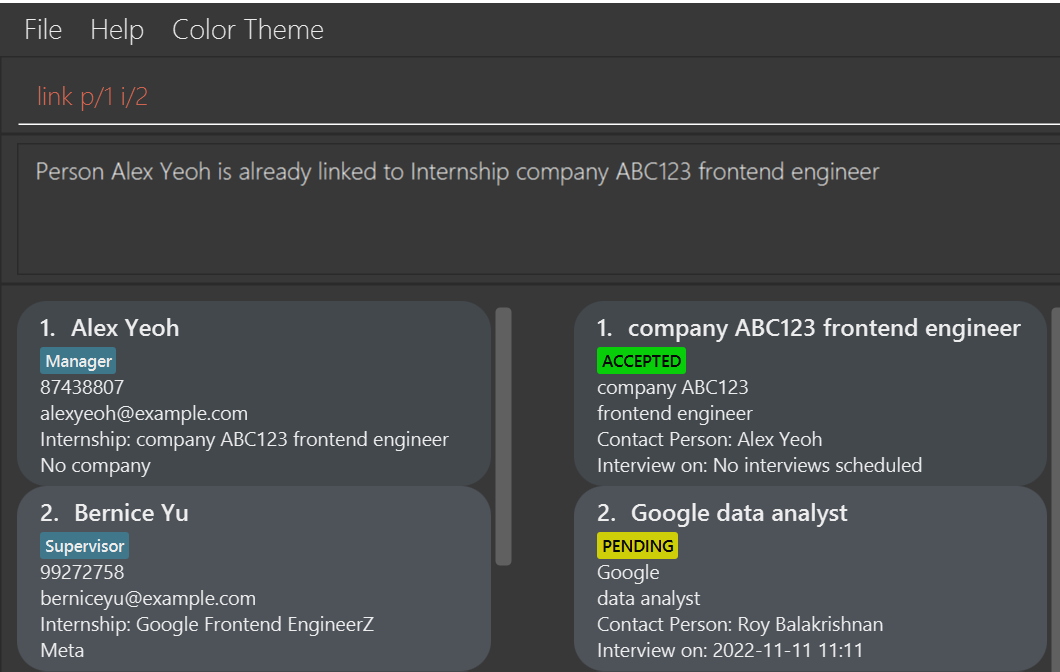 File Help Color Theme
link p/1 i/2
Person Alex Yeoh is already linked to Internship company ABC123 frontend engineer
1. Alex Yeoh
Manager
87438807
alexyeoh@example.com
Internship: company ABC123 frontend engineer
No company
2. Bernice Yu
Supervisor
99272758
berniceyu@example.com
Internship: Google Frontend EngineerZ
Meta
1. company ABC123 frontend engineer
ACCEPTED
company ABC123
frontend engineer
Contact Person: Alex Yeoh
Interview on: No interviews scheduled
2. Google data analyst
PENDING
Google
data analyst
Contact Person: Roy Balakrishnan
Interview on: 2022-11-11 11:11